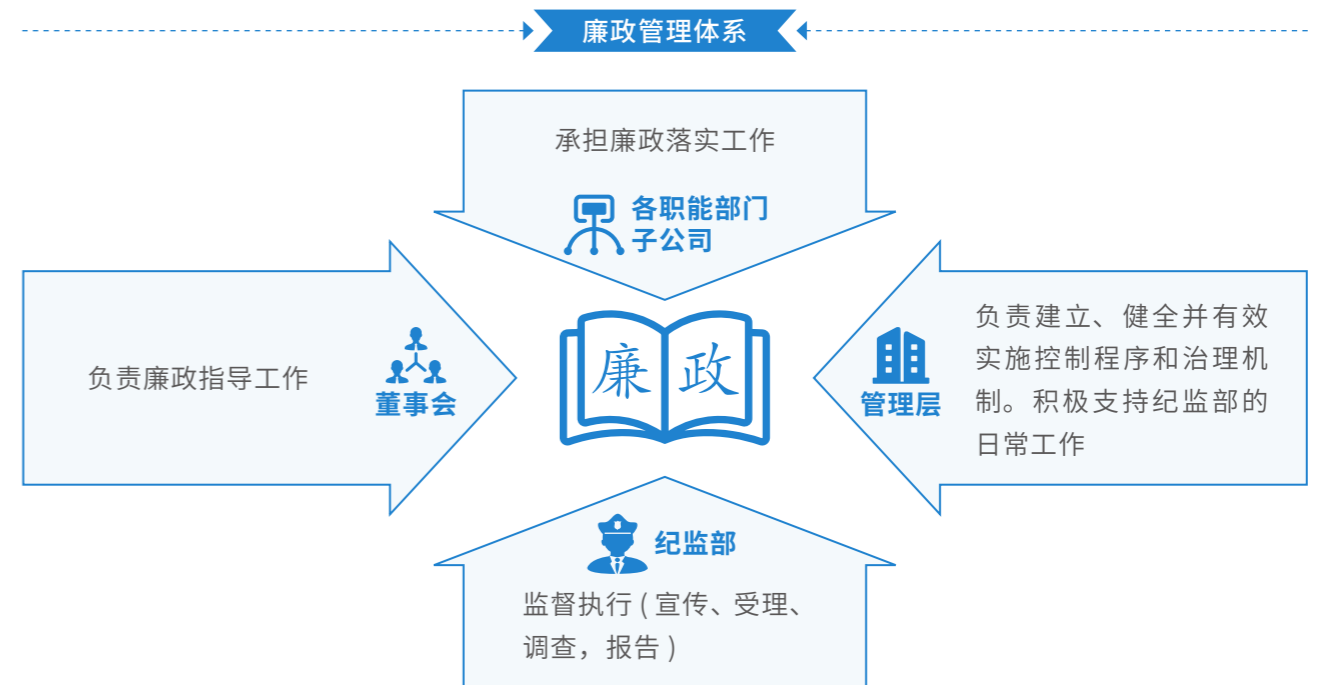 廉政管理体系
承担廉政落实工作
各职能部门
子公司
负责廉政指导工作
董事会
廉政
管理层
负责建立、健全并有效
实施控制程序和治理机
制。积极支持纪监部的
日常工作
纪监部
监督执行 ( 宣传、受理、
调查，报告 )